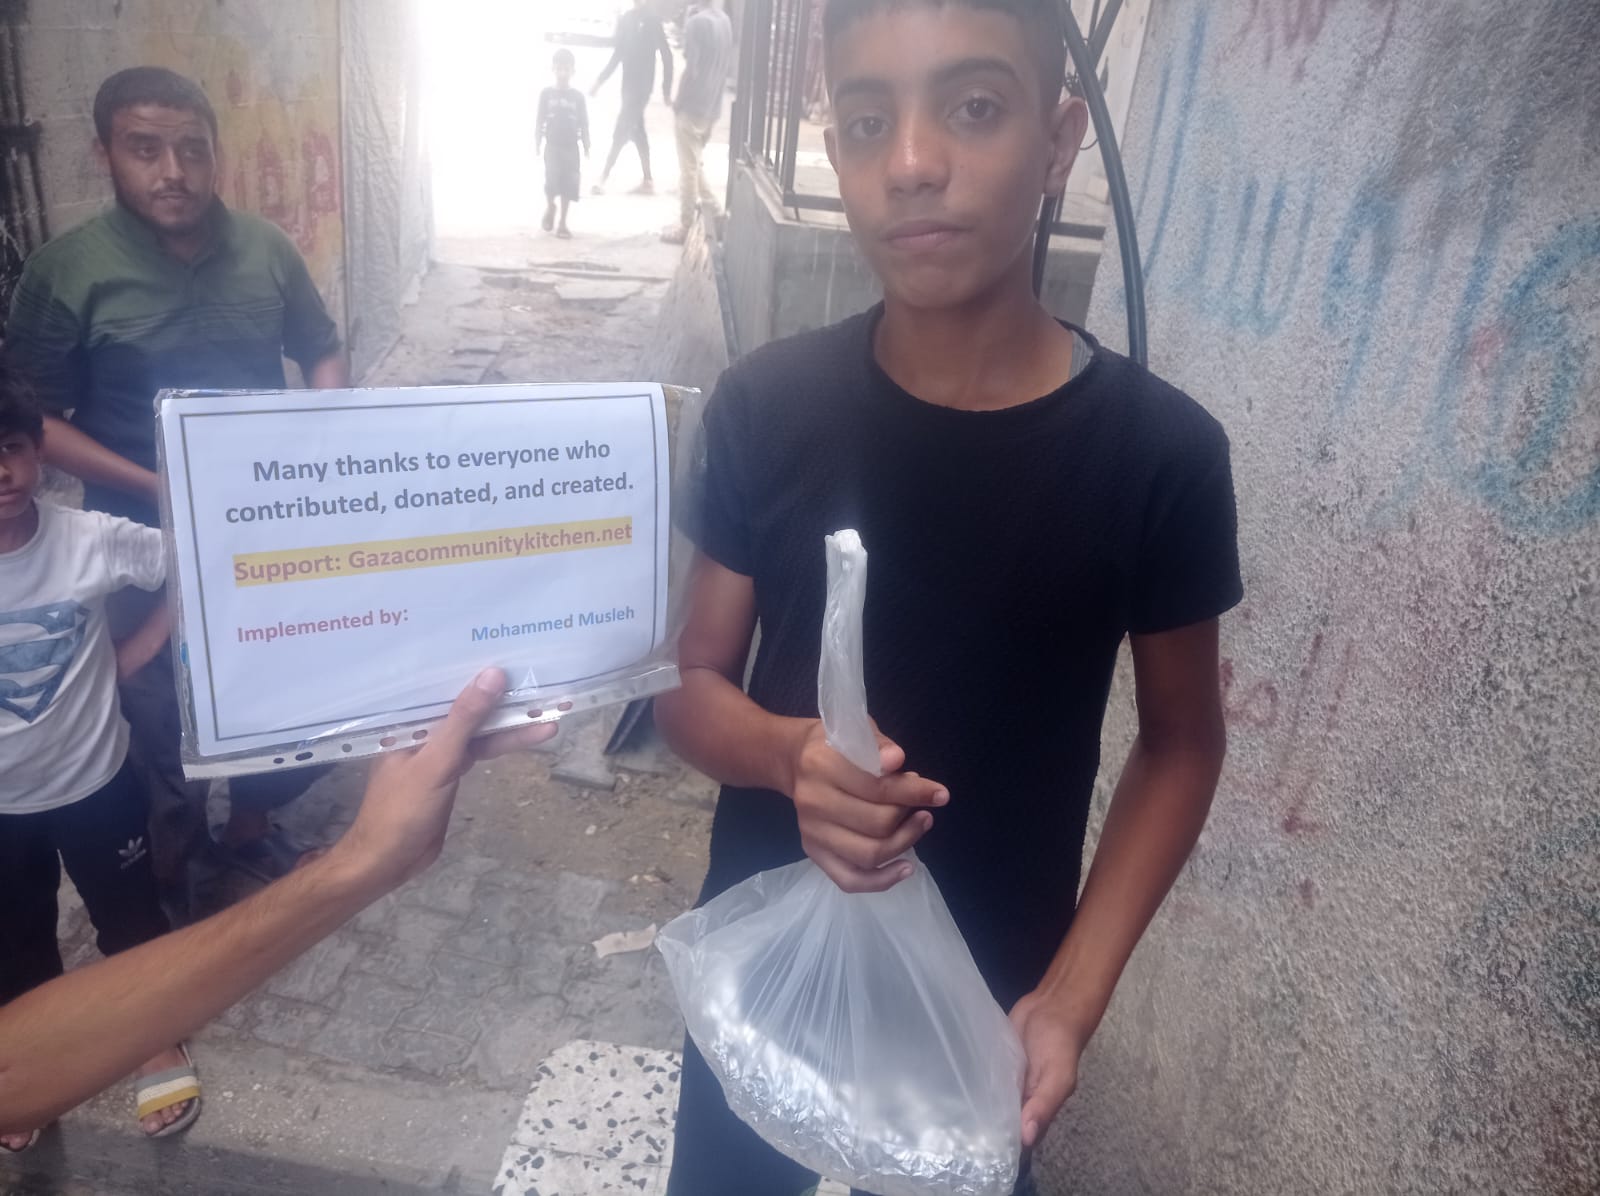 Many thanks to everyone who
contributed, donated, and created.
Support: Gazacommunitykitchen.net
Implemented by:
Mohammed Musleh